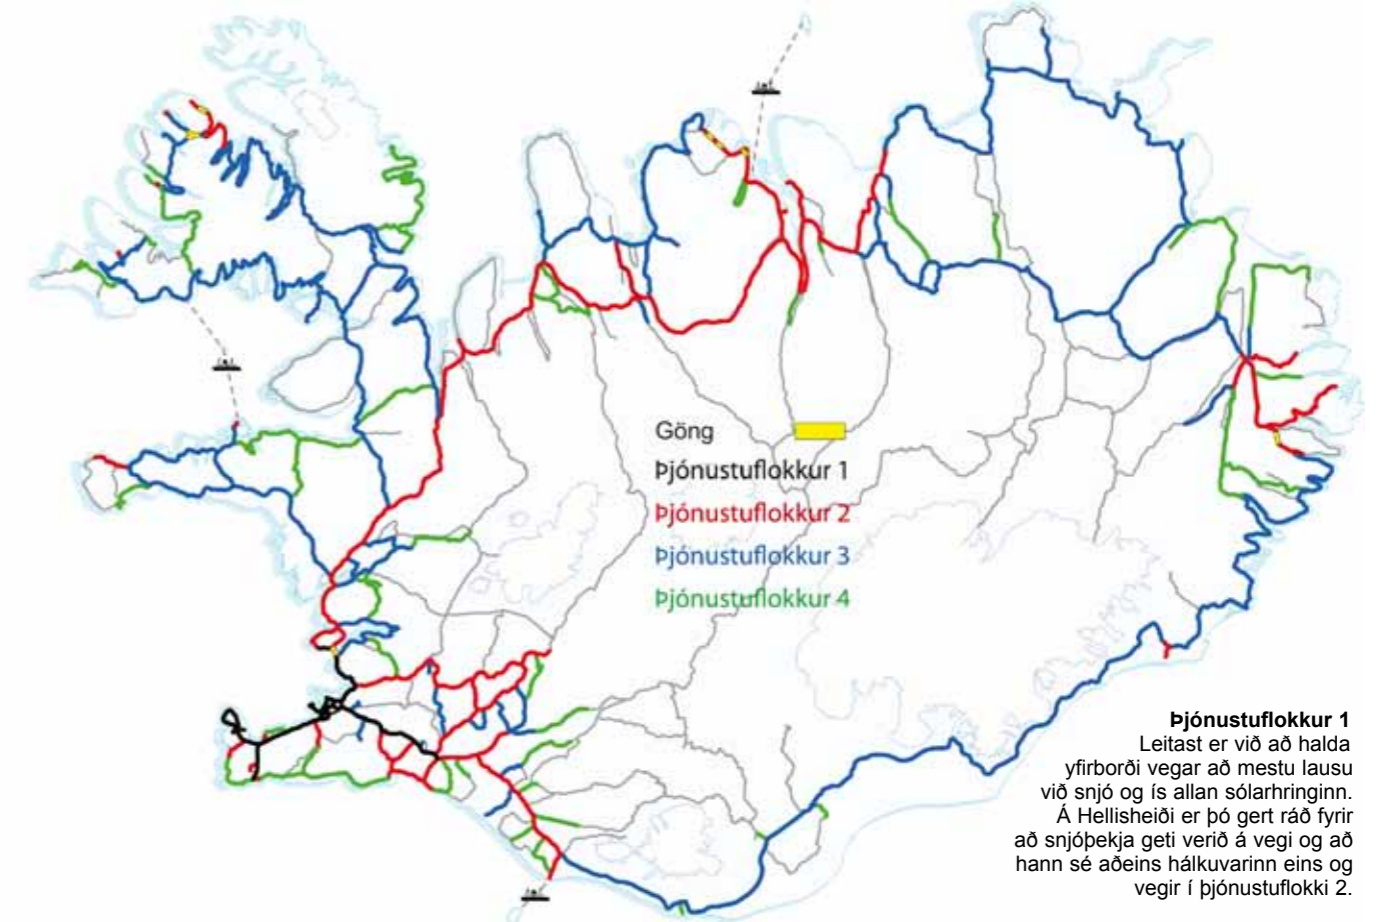 Göng
Þjónustuflokkur 1
Þjónustuflokkur 2
Þjónustuflokkur 3
Þjónustuflokkur 4
Þjónustuflokkur 1
Leitast er við að halda
yfirborði vegar að mestu lausu
við snjó og ís allan sólarhringinn.
Á Hellisheiði er þó gert ráð fyrir
að snjóþekja geti verið á vegi og að
hann sé aðeins hálkuvarinn eins og
vegir í þjónustuflokki 2.